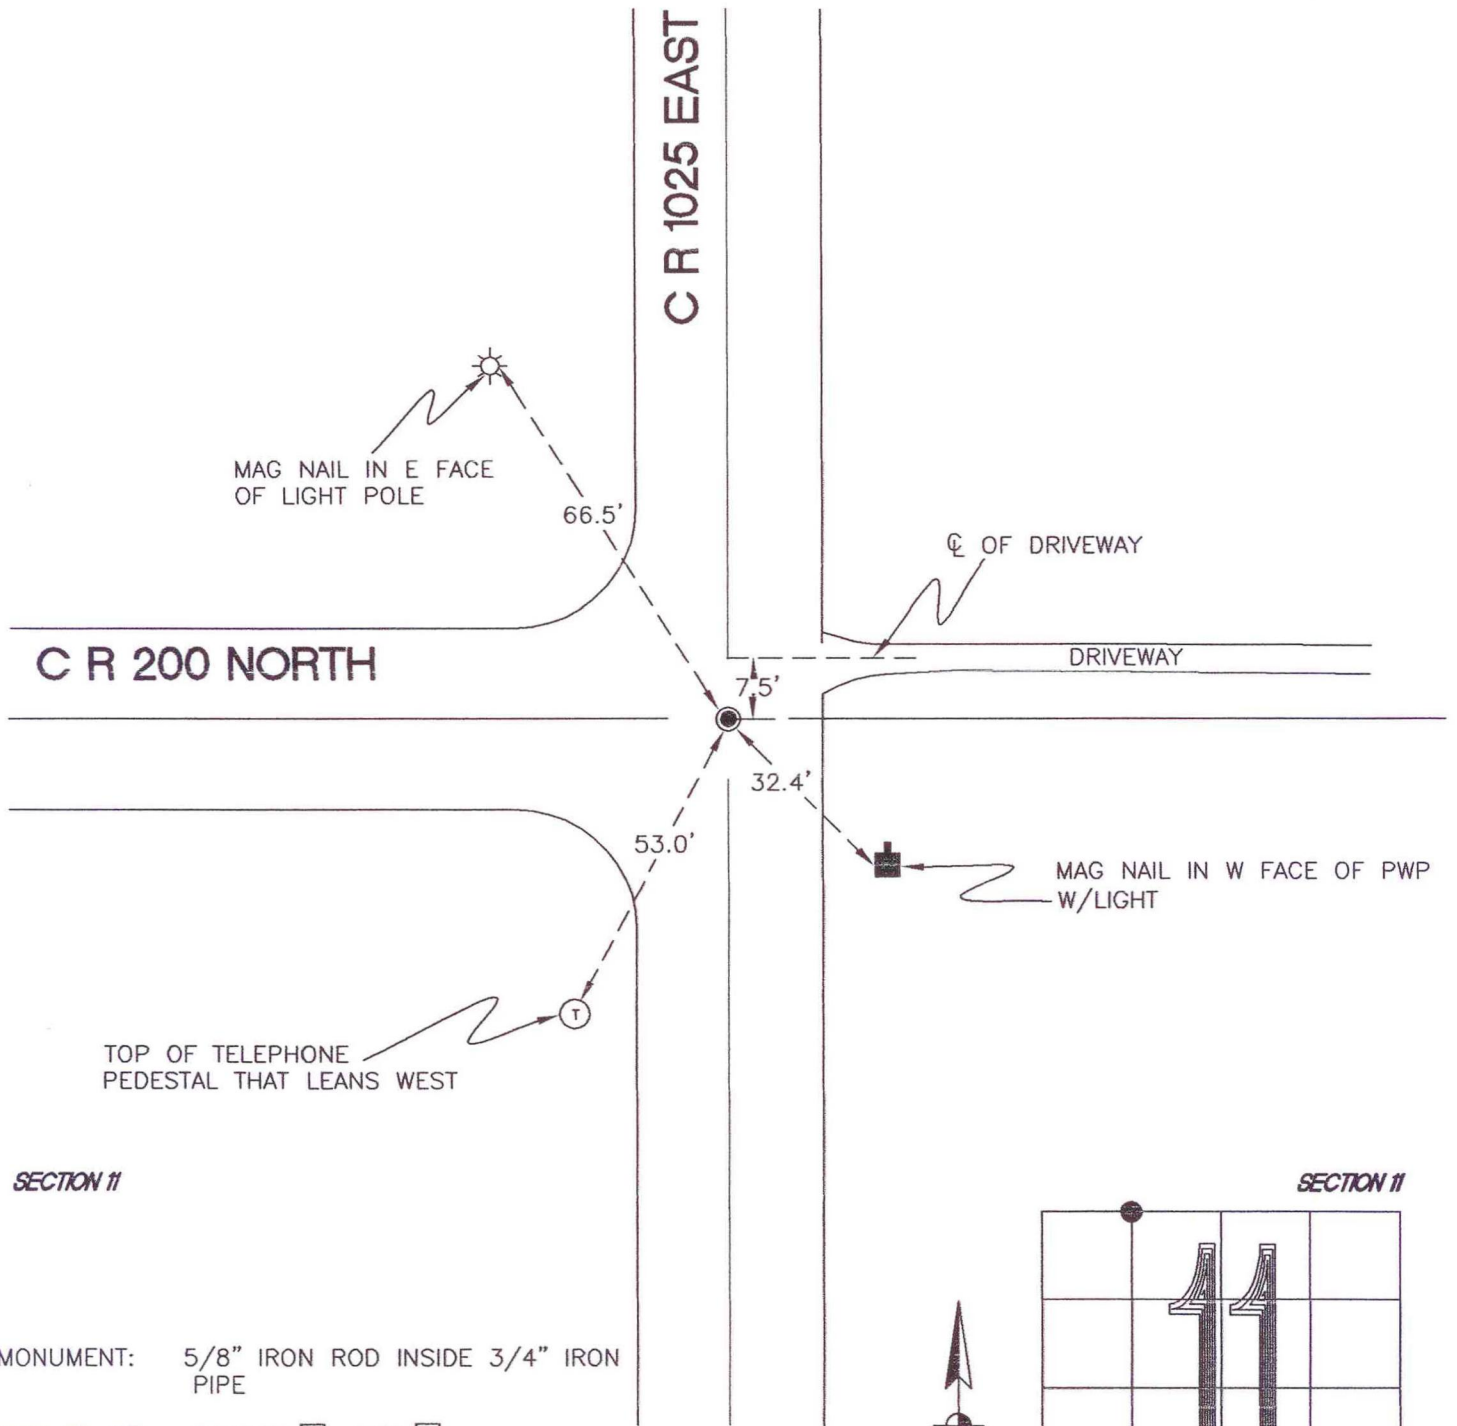 C R 1025 EAST
MAG NAIL IN E FACE
OF LIGHT POLE
66.5'
℄ OF DRIVEWAY
C R 200 NORTH
DRIVEWAY
7.5'
32.4'
53.0'
MAG NAIL IN W FACE OF PWP
W/LIGHT
T
TOP OF TELEPHONE
PEDESTAL THAT LEANS WEST
SECTION 11
SECTION 11
11
MONUMENT: 5/8" IRON ROD INSIDE 3/4" IRON
PIPE